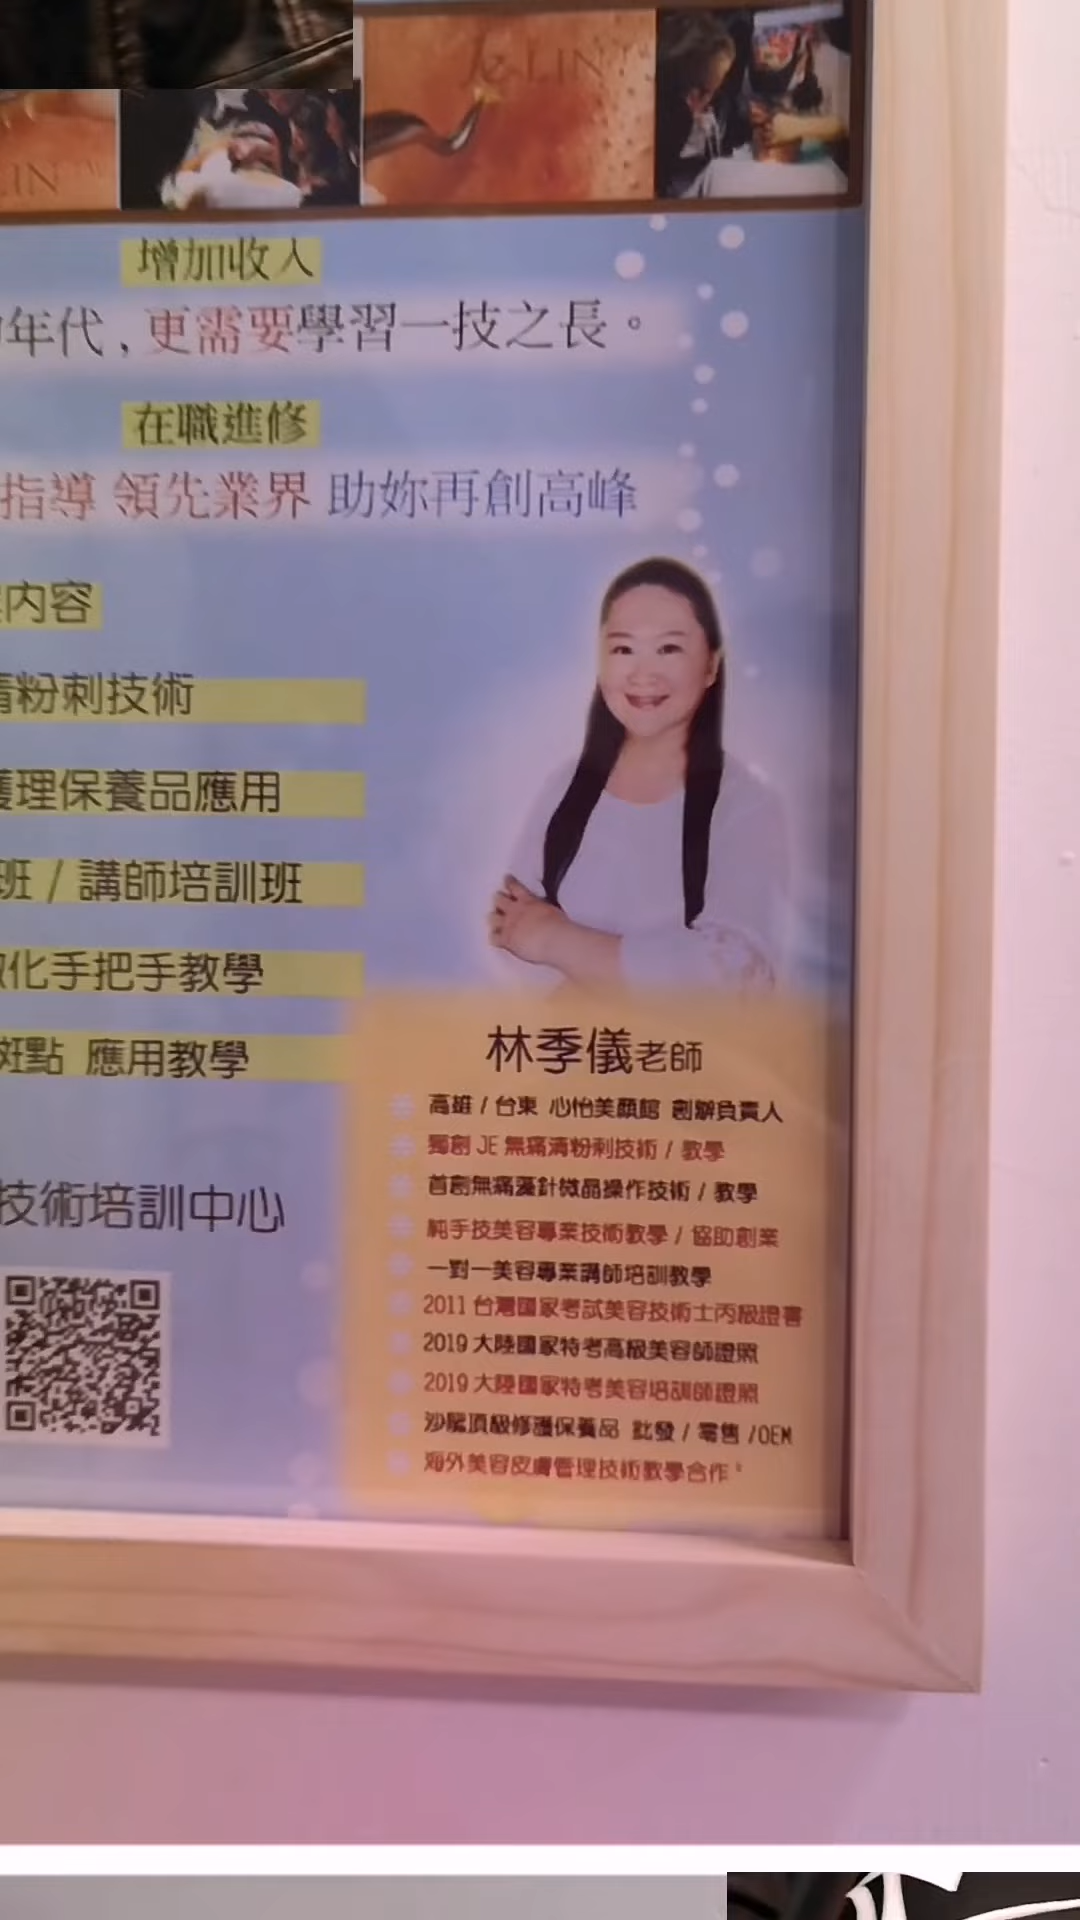 Je LIN
LIN
增加收入
年代，更需要學習一技之長。
在職進修
指導 領先業界 助妳再創高峰
內容
清粉刺技術
護理保養品應用
班 / 講師培訓班
化手把手教學
斑點 應用教學
技術培訓中心
林季儀老師
高雄 / 台東 心怡美顏館 創辦負責人
獨創 JE 無痛清粉刺技術 / 教學
首創無痛藻針微晶操作技術 / 教學
純手技美容專業技術教學 / 協助創業
一對一美容專業講師培訓教學
2011 台灣國家考試美容技術士丙級證書
2019 大陸國家特考高級美容師證照
2019 大陸國家特考美容培訓師證照
沙龍頂級修護保養品 批發 / 零售 /OEM
海外美容皮膚管理技術教學合作。